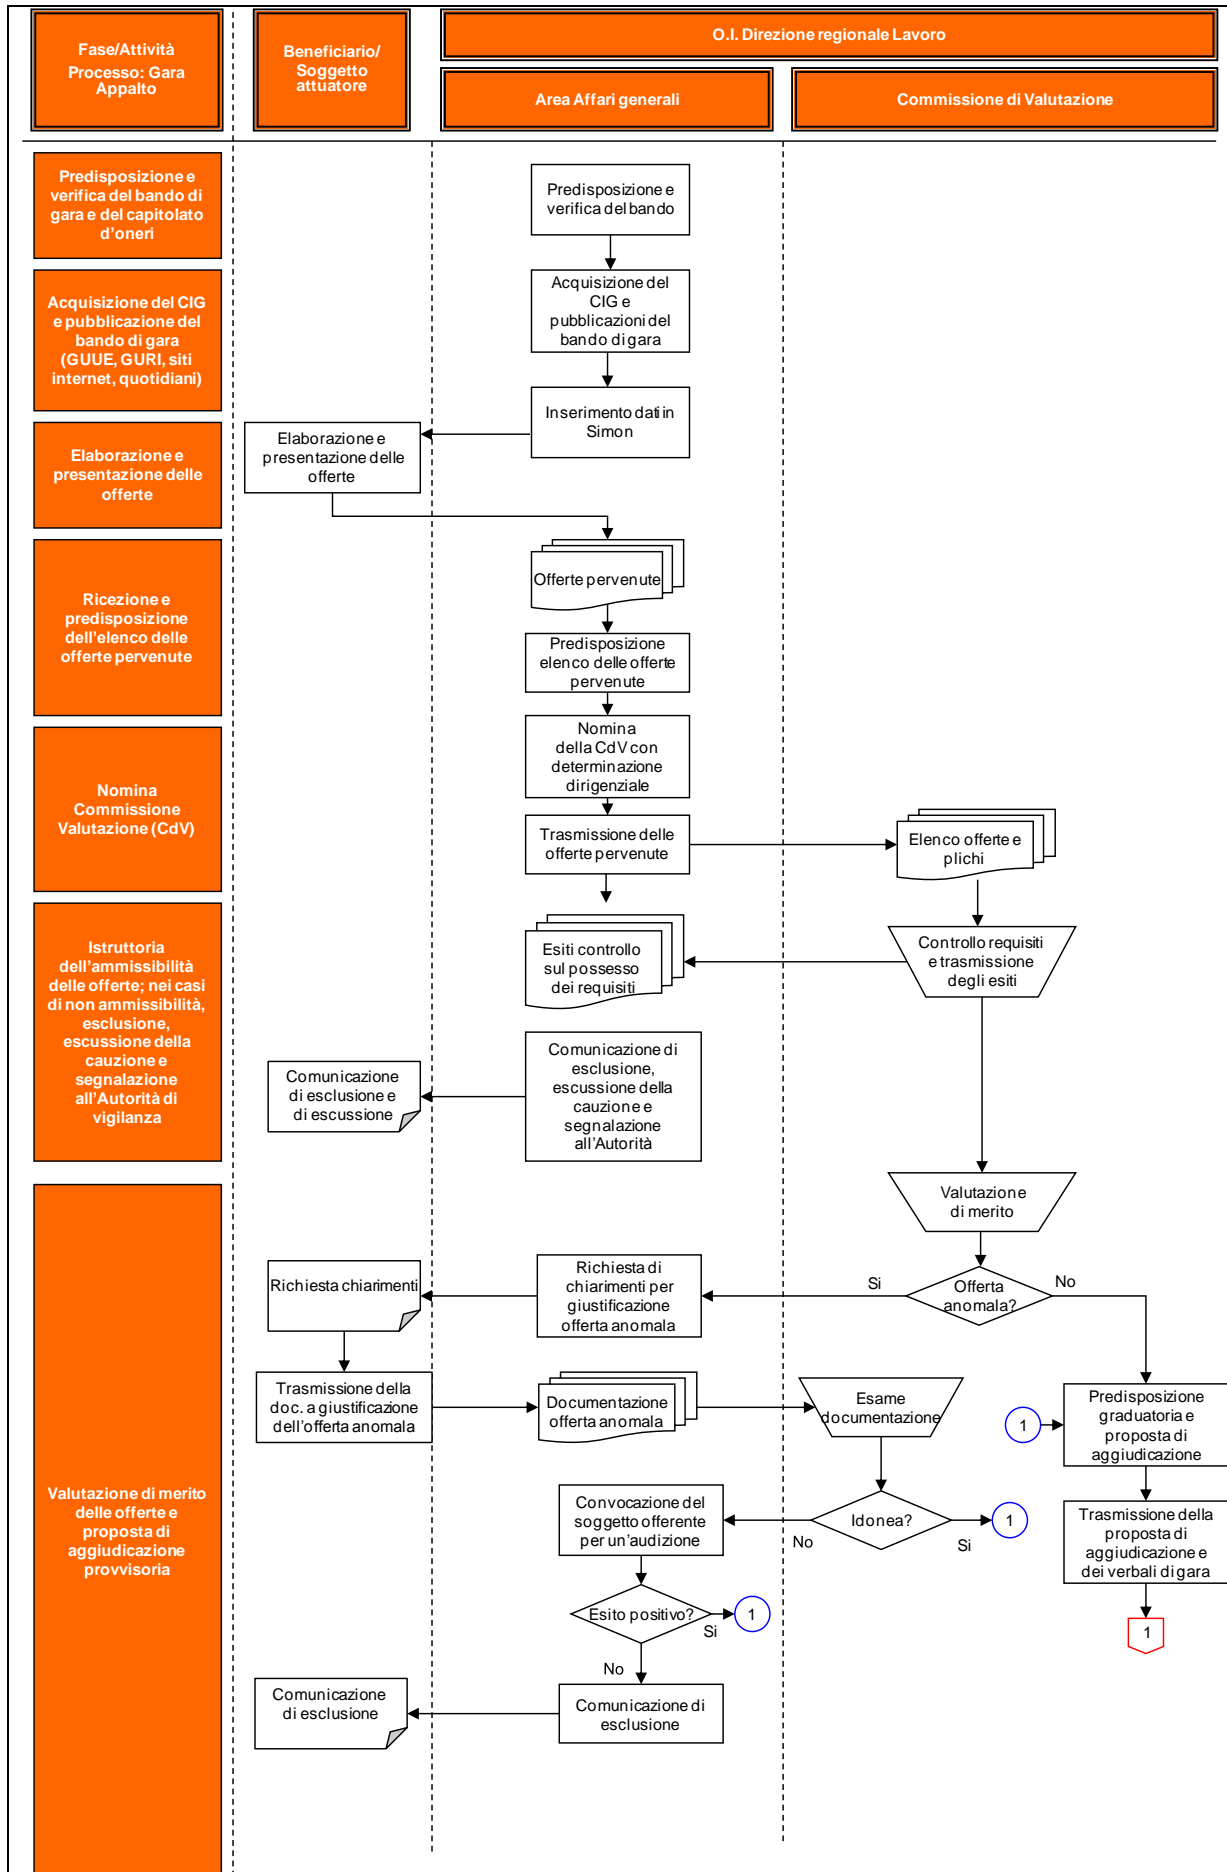 Fase/Attività
Processo: Gara
Appalto
Beneficiario/
Soggetto
attuatore
O.I. Direzione regionale Lavoro
Area Affari generali
Commissione di Valutazione
Predisposizione e
verifica del bando di
gara e del capitolato
d'oneri
Predisposizione e
verifica del bando
Acquisizione del CIG
e pubblicazione del
bando di gara
(GUUE, GURI, siti
internet, quotidiani)
Acquisizione del
CIG e
pubblicazioni del
bando di gara
Inserimento dati in
Simon
Elaborazione e
presentazione delle
offerte
Elaborazione e
presentazione delle
offerte
Ricezione e
predisposizione
dell'elenco delle
offerte pervenute
Offerte pervenute
Predisposizione
elenco delle offerte
pervenute
Nomina
Commissione
Valutazione (CdV)
Nomina
della CdV con
determinazione
dirigenziale
Trasmissione delle
offerte pervenute
Elenco offerte e
plichi
Istruttoria
dell'ammissibilità
delle offerte; nei casi
di non ammissibilità,
esclusione,
escussione della
cauzione e
segnalazione
all'Autorità di
vigilanza
Esiti controllo
sul possesso
dei requisiti
Controllo requisiti
e trasmissione
degli esiti
Comunicazione
di esclusione e
di escussione
Comunicazione di
esclusione,
escussione della
cauzione e
segnalazione
all'Autorità
Valutazione di merito
delle offerte e
proposta di
aggiudicazione
provvisoria
Valutazione
di merito
Offerta
anomala?
Si
No
Richiesta chiarimenti
Richiesta di
chiarimenti per
giustificazione
offerta anomala
Trasmissione della
doc. a giustificazione
dell'offerta anomala
Documentazione
offerta anomala
Esame
documentazione
1
Predisposizione
graduatoria e
proposta di
aggiudicazione
Convocazione del
soggetto offerente
per un'audizione
Idonea?
No
Si
1
Trasmissione della
proposta di
aggiudicazione e
dei verbali di gara
Esito positivo?
Si
1
1
No
Comunicazione
di esclusione
Comunicazione di
esclusione